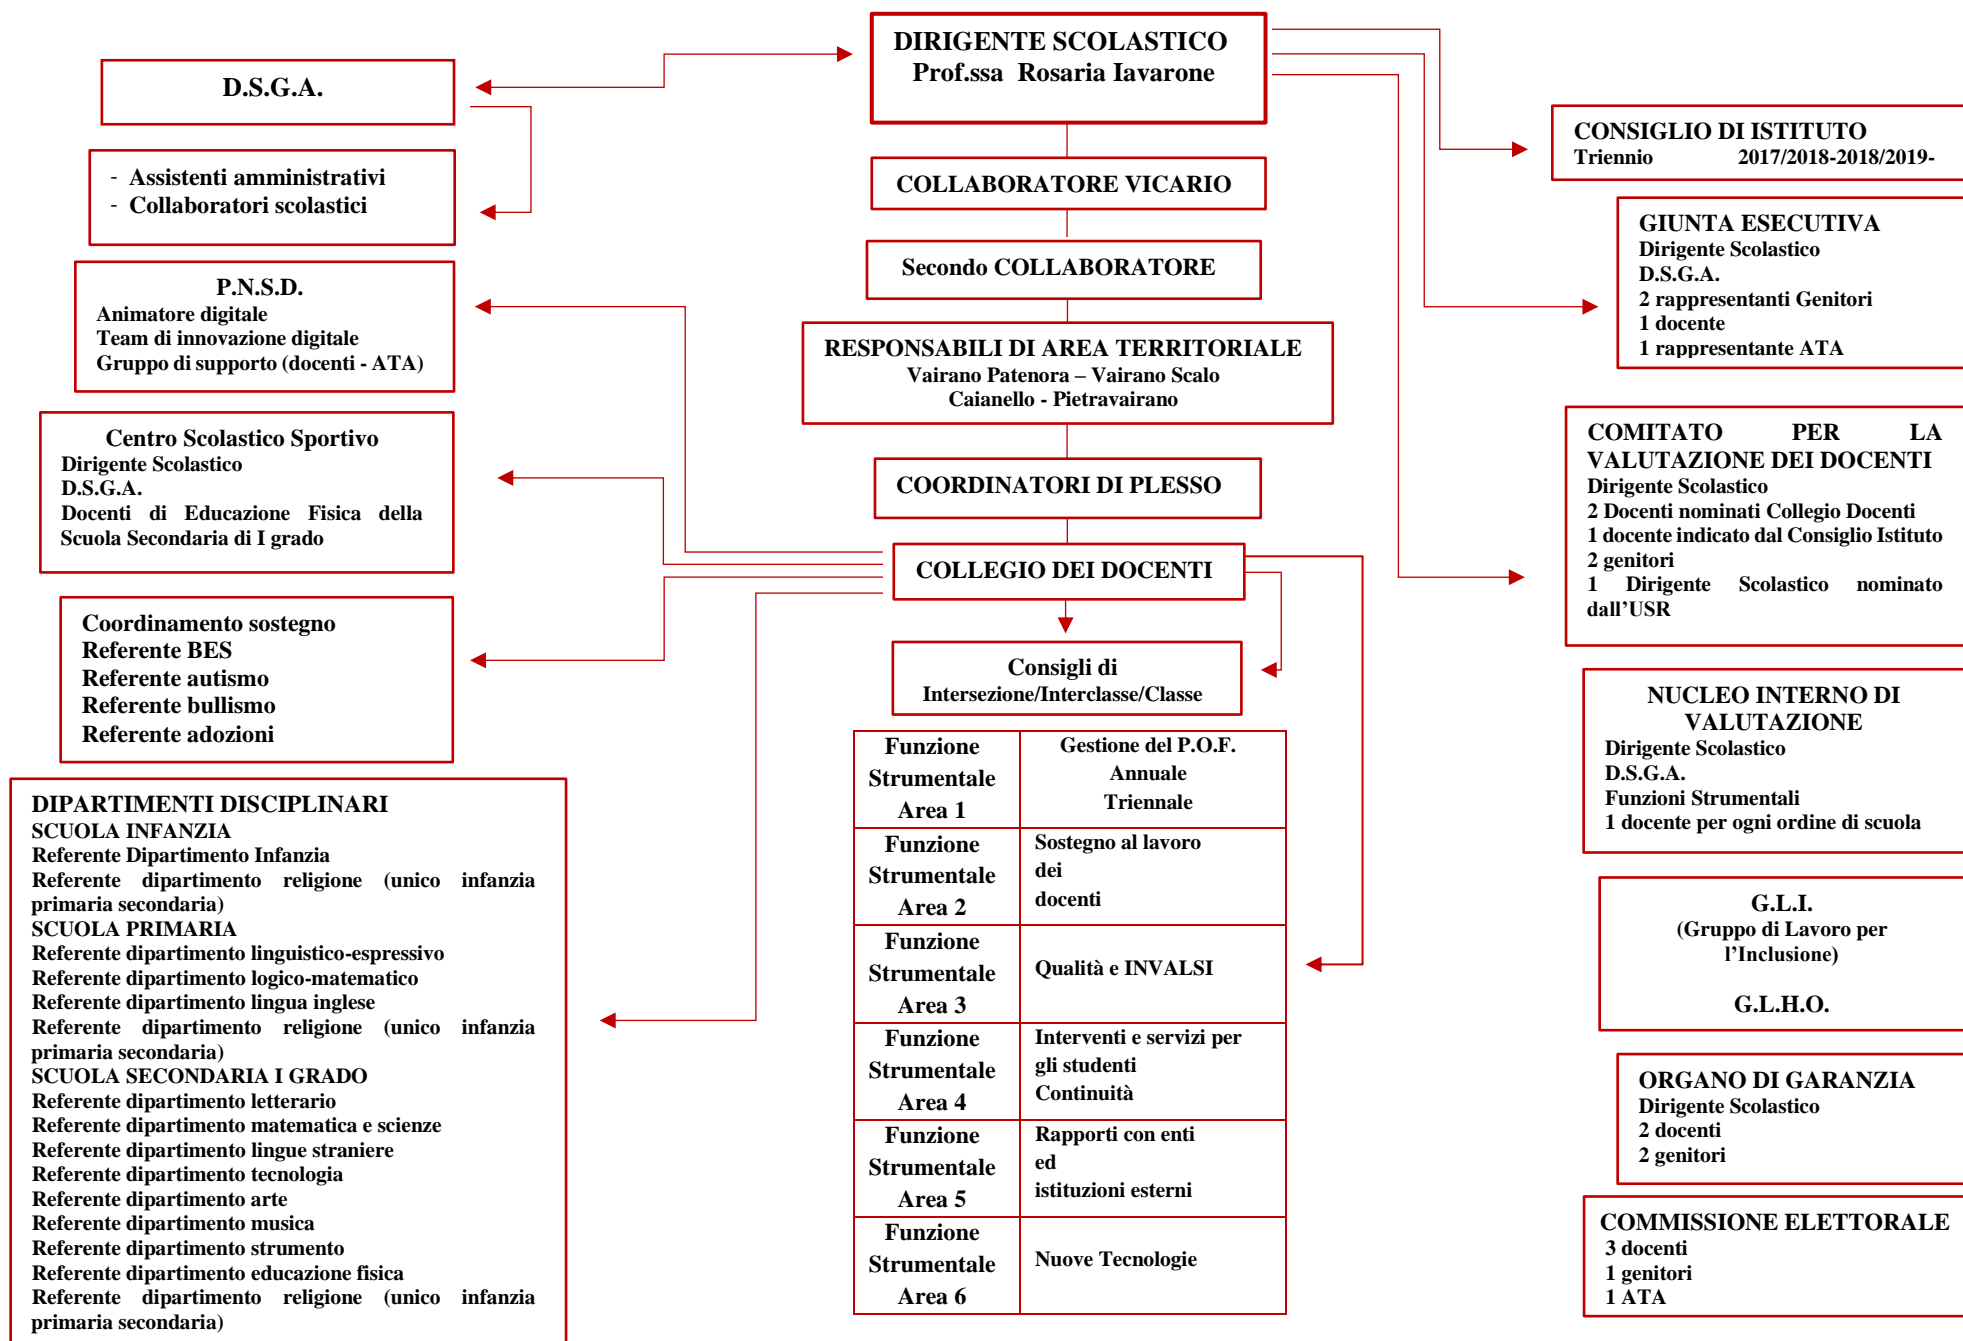 DIRIGENTE SCOLASTICO
Prof.ssa Rosaria Iavarone
D.S.G.A.
- Assistenti amministrativi
- Collaboratori scolastici
P.N.S.D.
Animatore digitale
Team di innovazione digitale
Gruppo di supporto (docenti - ATA)
Centro Scolastico Sportivo
Dirigente Scolastico
D.S.G.A.
Docenti di Educazione Fisica della
Scuola Secondaria di I grado
Coordinamento sostegno
Referente BES
Referente autismo
Referente bullismo
Referente adozioni
DIPARTIMENTI DISCIPLINARI
SCUOLA INFANZIA
Referente Dipartimento Infanzia
Referente dipartimento religione (unico infanzia
primaria secondaria)
SCUOLA PRIMARIA
Referente dipartimento linguistico-espressivo
Referente dipartimento logico-matematico
Referente dipartimento lingua inglese
Referente dipartimento religione (unico infanzia
primaria secondaria)
SCUOLA SECONDARIA I GRADO
Referente dipartimento letterario
Referente dipartimento matematica e scienze
Referente dipartimento lingue straniere
Referente dipartimento tecnologia
Referente dipartimento arte
Referente dipartimento musica
Referente dipartimento strumento
Referente dipartimento educazione fisica
Referente dipartimento religione (unico infanzia
primaria secondaria)
COLLABORATORE VICARIO
Secondo COLLABORATORE
RESPONSABILI DI AREA TERRITORIALE
Vairano Patenora – Vairano Scalo
Caianello - Pietravairano
COORDINATORI DI PLESSO
COLLEGIO DEI DOCENTI
Consigli di
Intersezione/Interclasse/Classe
Funzione
Strumentale
Area 1
Gestione del P.O.F.
Annuale
Triennale
Funzione
Strumentale
Area 2
Sostegno al lavoro
dei
docenti
Funzione
Strumentale
Area 3
Qualità e INVALSI
Funzione
Strumentale
Area 4
Interventi e servizi per
gli studenti
Continuità
Funzione
Strumentale
Area 5
Rapporti con enti
ed
istituzioni esterni
Funzione
Strumentale
Area 6
Nuove Tecnologie
CONSIGLIO DI ISTITUTO
Triennio 2017/2018-2018/2019-
GIUNTA ESECUTIVA
Dirigente Scolastico
D.S.G.A.
2 rappresentanti Genitori
1 docente
1 rappresentante ATA
COMITATO PER LA
VALUTAZIONE DEI DOCENTI
Dirigente Scolastico
2 Docenti nominati Collegio Docenti
1 docente indicato dal Consiglio Istituto
2 genitori
1 Dirigente Scolastico nominato
dall’USR
NUCLEO INTERNO DI
VALUTAZIONE
Dirigente Scolastico
D.S.G.A.
Funzioni Strumentali
1 docente per ogni ordine di scuola
G.L.I.
(Gruppo di Lavoro per
l’Inclusione)
G.L.H.O.
ORGANO DI GARANZIA
Dirigente Scolastico
2 docenti
2 genitori
COMMISSIONE ELETTORALE
3 docenti
1 genitori
1 ATA